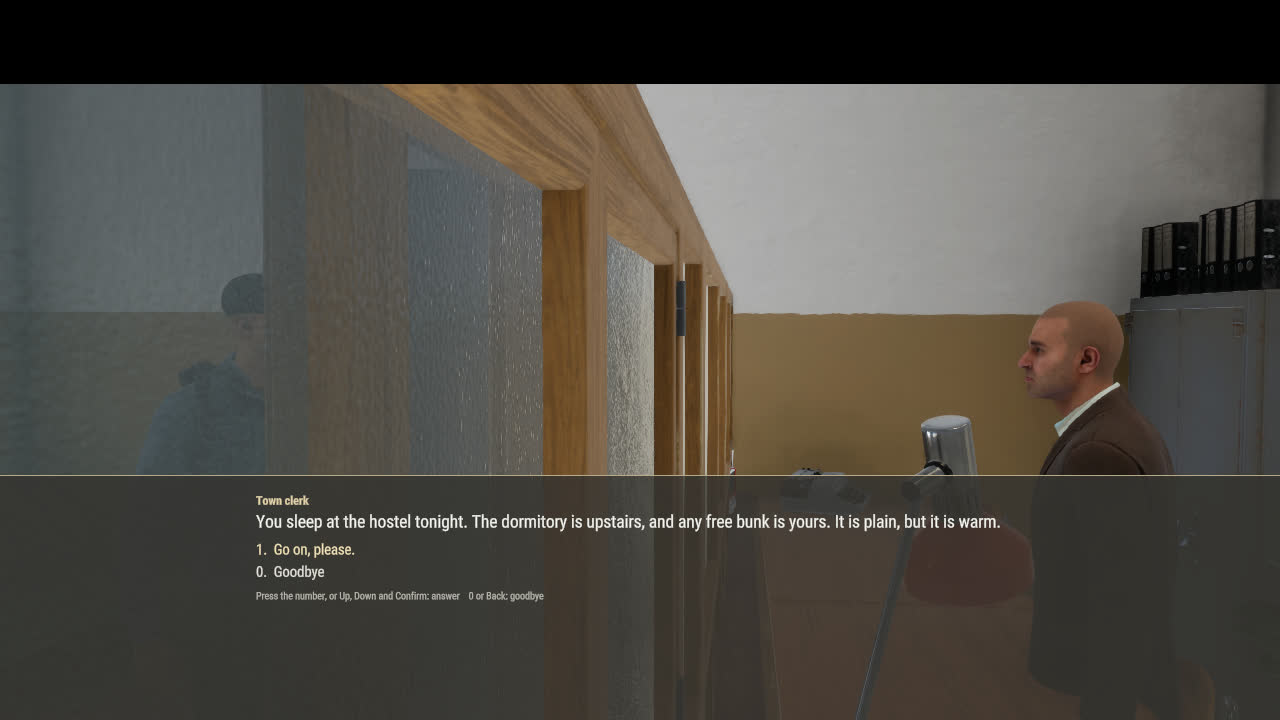 Town clerk
You sleep at the hostel tonight. The dormitory is upstairs, and any free bunk is yours. It is plain, but it is warm.
1. Go on, please.
0. Goodbye
Press the number, or Up, Down and Confirm: answer 0 or Back: goodbye